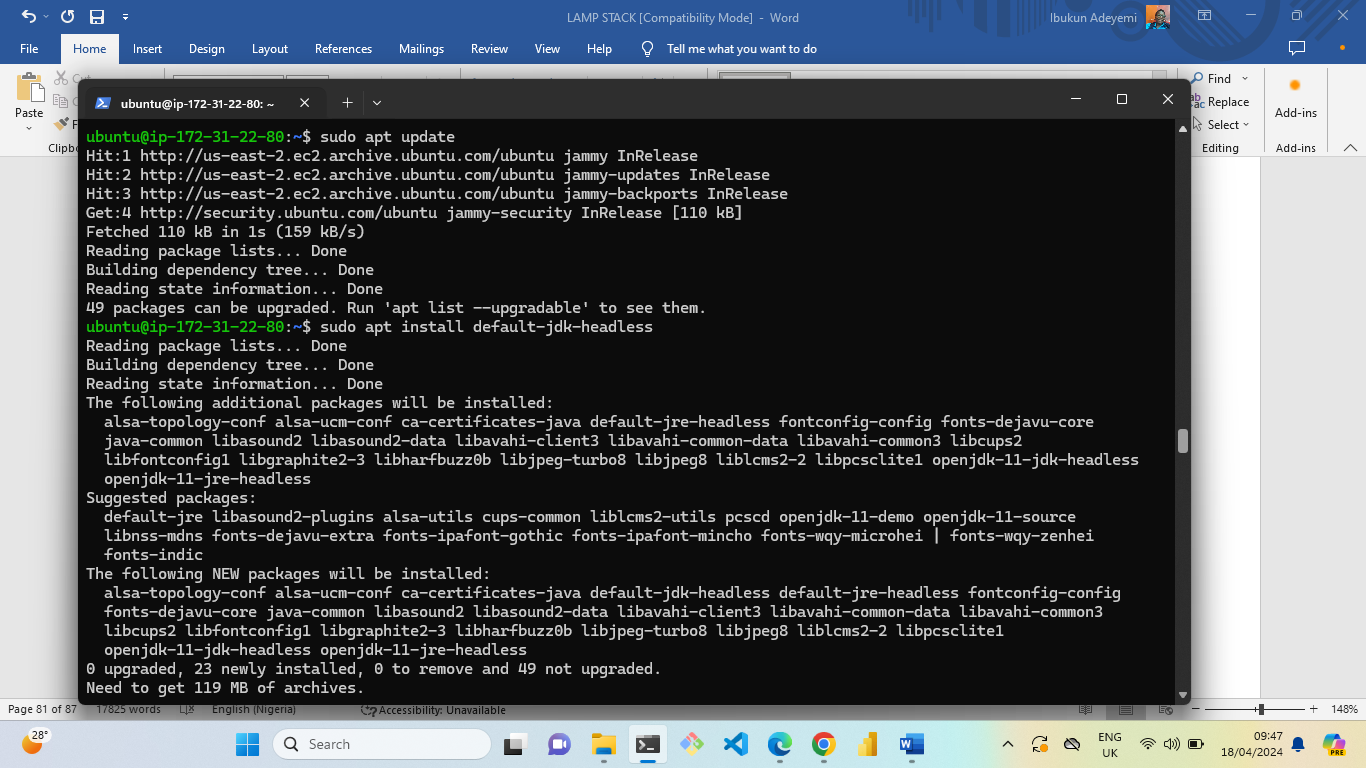 LAMP STACK [Compatibility Mode] - Word
Ibukun Adeyemi
File Home Insert Design Layout References Mailings Review View Help Tell me what you want to do
Paste
Find
Replace
Select
Editing
Add-ins
Add-ins
ubuntu@ip-172-31-22-80: ~
ubuntu@ip-172-31-22-80:~$ sudo apt update
Hit:1 http://us-east-2.ec2.archive.ubuntu.com/ubuntu jammy InRelease
Hit:2 http://us-east-2.ec2.archive.ubuntu.com/ubuntu jammy-updates InRelease
Hit:3 http://us-east-2.ec2.archive.ubuntu.com/ubuntu jammy-backports InRelease
Get:4 http://security.ubuntu.com/ubuntu jammy-security InRelease [110 kB]
Fetched 110 kB in 1s (159 kB/s)
Reading package lists... Done
Building dependency tree... Done
Reading state information... Done
49 packages can be upgraded. Run 'apt list --upgradable' to see them.
ubuntu@ip-172-31-22-80:~$ sudo apt install default-jdk-headless
Reading package lists... Done
Building dependency tree... Done
Reading state information... Done
The following additional packages will be installed:
alsa-topology-conf alsa-ucm-conf ca-certificates-java default-jre-headless fontconfig-config fonts-dejavu-core
java-common libasound2 libasound2-data libavahi-client3 libavahi-common-data libavahi-common3 libcups2
libfontconfig1 libgraphite2-3 libharfbuzz0b libjpeg-turbo8 libjpeg8 liblcms2-2 libpcsclite1 openjdk-11-jdk-headless
openjdk-11-jre-headless
Suggested packages:
default-jre libasound2-plugins alsa-utils cups-common liblcms2-utils pcscd openjdk-11-demo openjdk-11-source
libnss-mdns fonts-dejavu-extra fonts-ipafont-gothic fonts-ipafont-mincho fonts-wqy-microhei | fonts-wqy-zenhei
fonts-indic
The following NEW packages will be installed:
alsa-topology-conf alsa-ucm-conf ca-certificates-java default-jdk-headless default-jre-headless fontconfig-config
fonts-dejavu-core java-common libasound2 libasound2-data libavahi-client3 libavahi-common-data libavahi-common3
libcups2 libfontconfig1 libgraphite2-3 libharfbuzz0b libjpeg-turbo8 libjpeg8 liblcms2-2 libpcsclite1
openjdk-11-jdk-headless openjdk-11-jre-headless
0 upgraded, 23 newly installed, 0 to remove and 49 not upgraded.
Need to get 119 MB of archives.
Page 81 of 87 17825 words English (Nigeria) Accessibility: Unavailable 148%
28°
Search
ENG
UK
09:47
18/04/2024
PRE